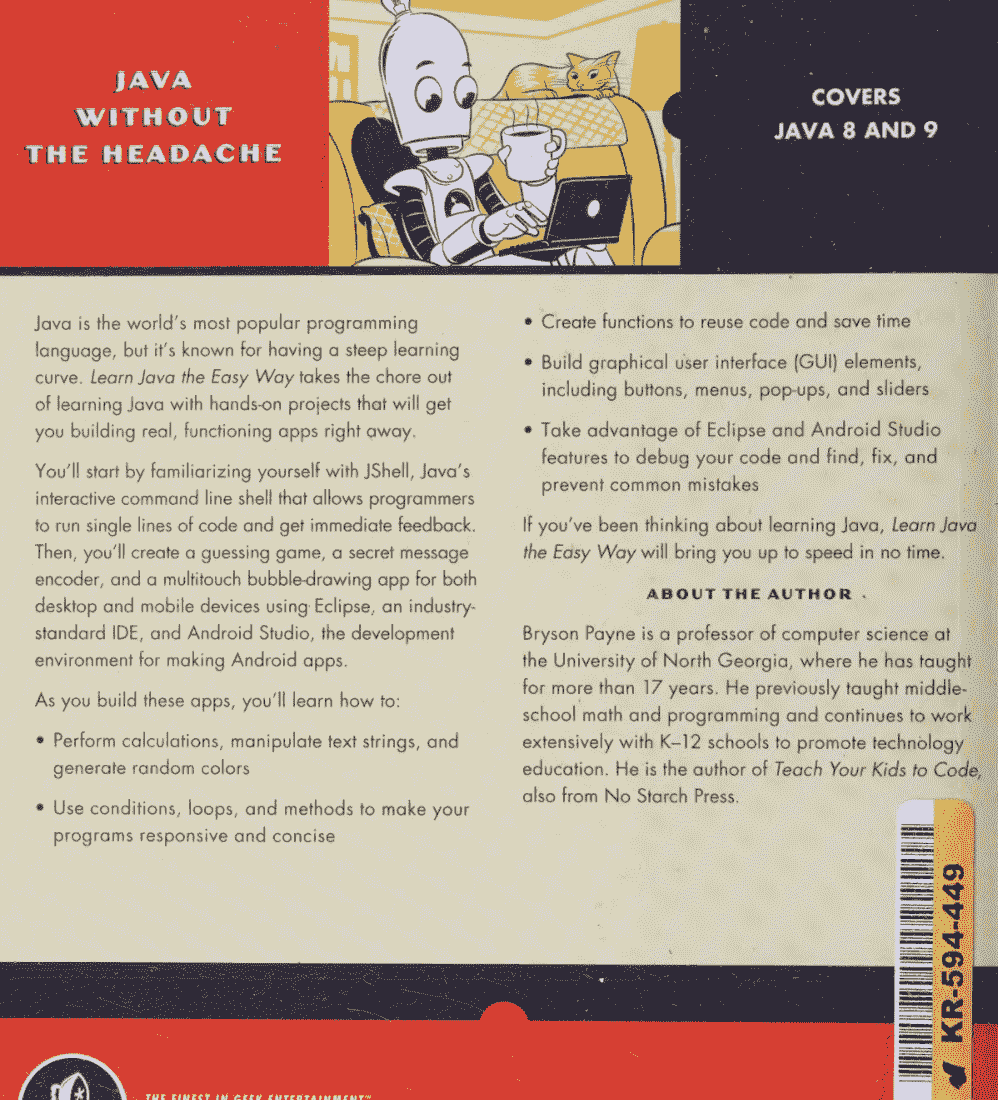 JAVA
WITHOUT
THE HEADACHE
COVERS
JAVA 8 AND 9
Java is the world's most popular programming
language, but it's known for having a steep learning
curve. Learn Java the Easy Way takes the chore out
of learning Java with hands-on projects that will get
you building real, functioning apps right away.
You'll start by familiarizing yourself with JShell, Java's
interactive command line shell that allows programmers
to run single lines of code and get immediate feedback.
Then, you'll create a guessing game, a secret message
encoder, and a multitouch bubble-drawing app for both
desktop and mobile devices using Eclipse, an industry-
standard IDE, and Android Studio, the development
environment for making Android apps.
As you build these apps, you'll learn how to:
• Perform calculations, manipulate text strings, and
generate random colors
• Use conditions, loops, and methods to make your
programs responsive and concise
• Create functions to reuse code and save time
• Build graphical user interface (GUI) elements,
including buttons, menus, pop-ups, and sliders
• Take advantage of Eclipse and Android Studio
features to debug your code and find, fix, and
prevent common mistakes
If you've been thinking about learning Java, Learn Java
the Easy Way will bring you up to speed in no time.
ABOUT THE AUTHOR
Bryson Payne is a professor of computer science at
the University of North Georgia, where he has taught
for more than 17 years. He previously taught middle-
school math and programming and continues to work
extensively with K–12 schools to promote technology
education. He is the author of Teach Your Kids to Code,
also from No Starch Press.
KR-594-449
THE FINEST IN GEEK ENTERTAINMENT™